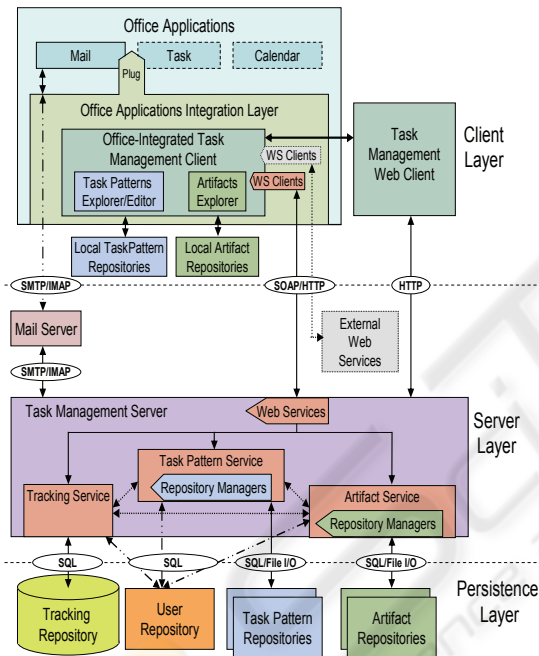 Office Applications
Mail
Task
Calendar
Plug
Office Applications Integration Layer
Office-Integrated Task
Management Client
WS Clients
WS Clients
Task Patterns
Explorer/Editor
Artifacts
Explorer
Task
Management
Web Client
Client
Layer
Local TaskPattern
Repositories
Local Artifact
Repositories
SMTP/IMAP
SOAP/HTTP
HTTP
Mail Server
External
Web
Services
SMTP/IMAP
Task Management Server
Web Services
Server
Layer
Task Pattern Service
Repository Managers
Tracking Service
Artifact Service
Repository Managers
SQL
SQL
SQL/File I/O
SQL/File I/O
Tracking
Repository
User
Repository
Task Pattern
Repositories
Artifact
Repositories
Persistence
Layer